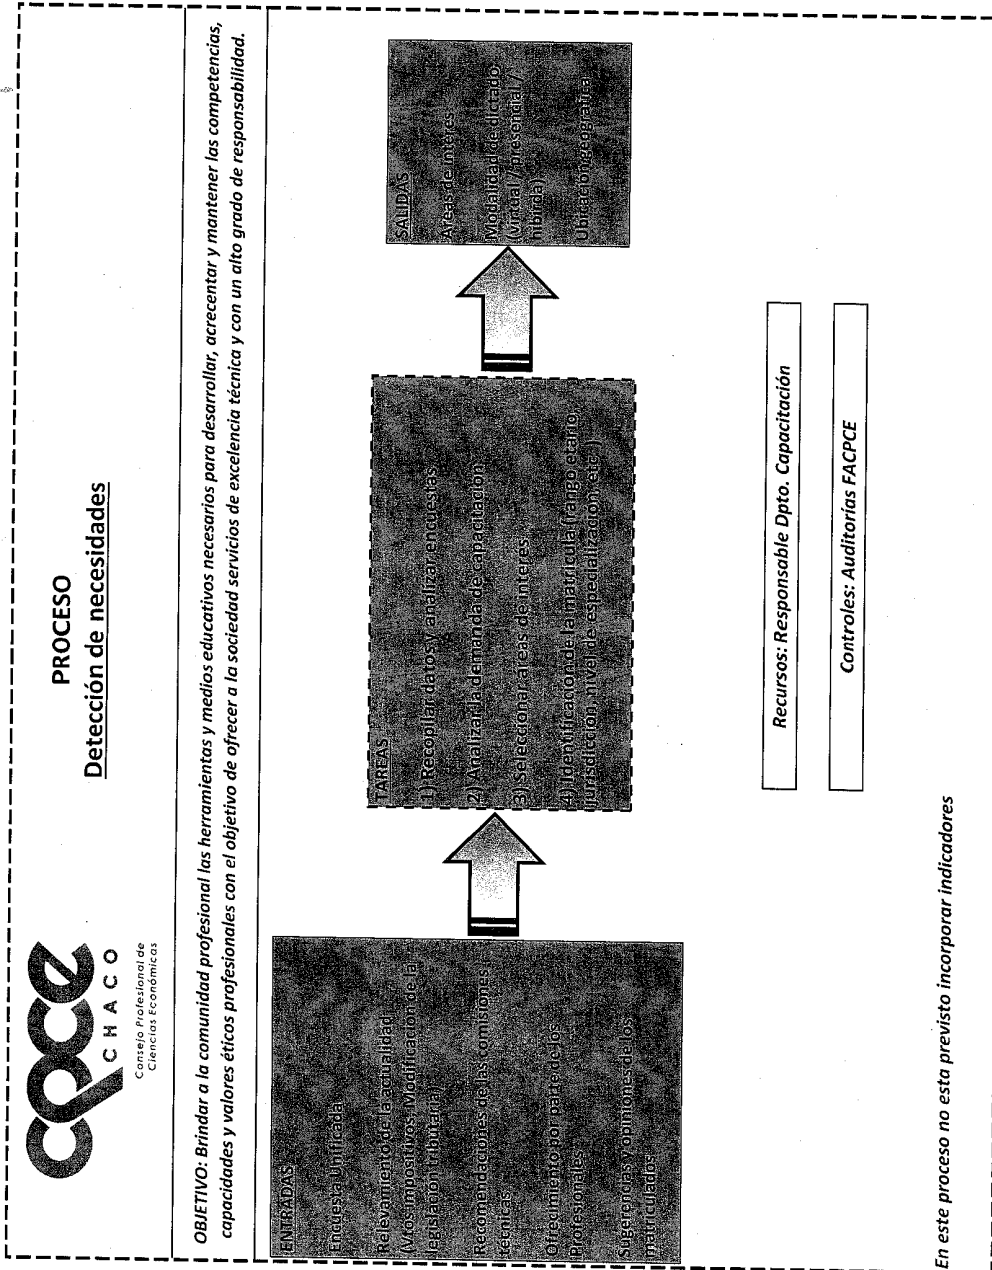 cpce
CHACO
Consejo Profesional de
Ciencias Económicas
PROCESO
Detección de necesidades
OBJETIVO: Brindar a la comunidad profesional las herramientas y medios educativos necesarios para desarrollar, acrecentar y mantener las competencias,
capacidades y valores éticos profesionales con el objetivo de ofrecer a la sociedad servicios de excelencia técnica y con un alto grado de responsabilidad.
ENTRADAS
Encuesta Unificada
Relevamiento de la actualidad
(Vtos impositivos. Modificación de la
legislación tributaria)
Recomendaciones de las comisiones
técnicas
Ofrecimiento por parte de los
Profesionales
Sugerencias y opiniones de los
matriculados
TAREAS
1) Recopilar datos y analizar encuestas
2) Analizar la demanda de capacitación
3) Seleccionar áreas de interés
4) Identificación de la matrícula (rango etario,
jurisdicción, nivel de especialización, etc.)
SALIDAS
Áreas de interés
Modalidad de dictado
(virtual / presencial /
hibirda)
Ubicación geográfica
Recursos: Responsable Dpto. Capacitación
Controles: Auditorías FACPCE
En este proceso no esta previsto incorporar indicadores